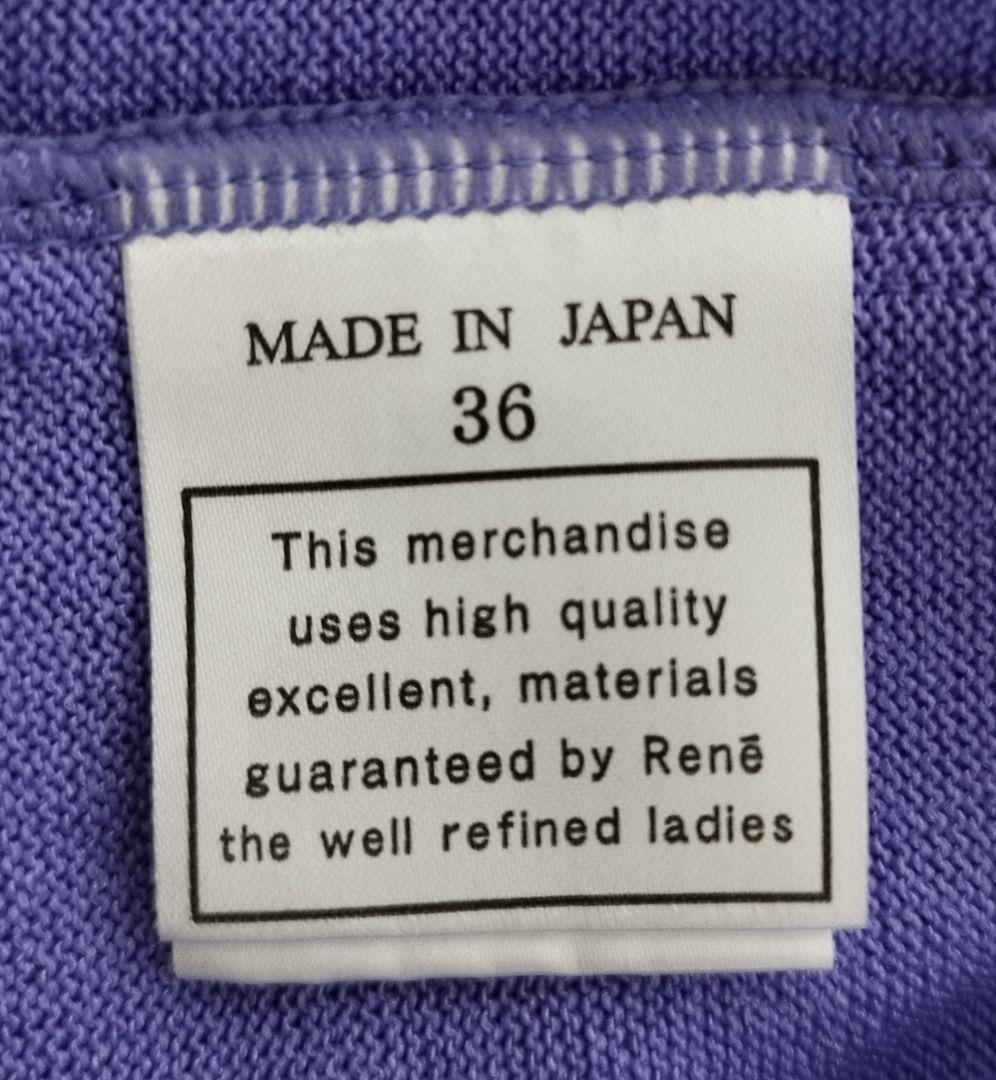 MADE IN JAPAN
36
This merchandise
uses high quality
excellent, materials
guaranteed by Renē
the well refined ladies